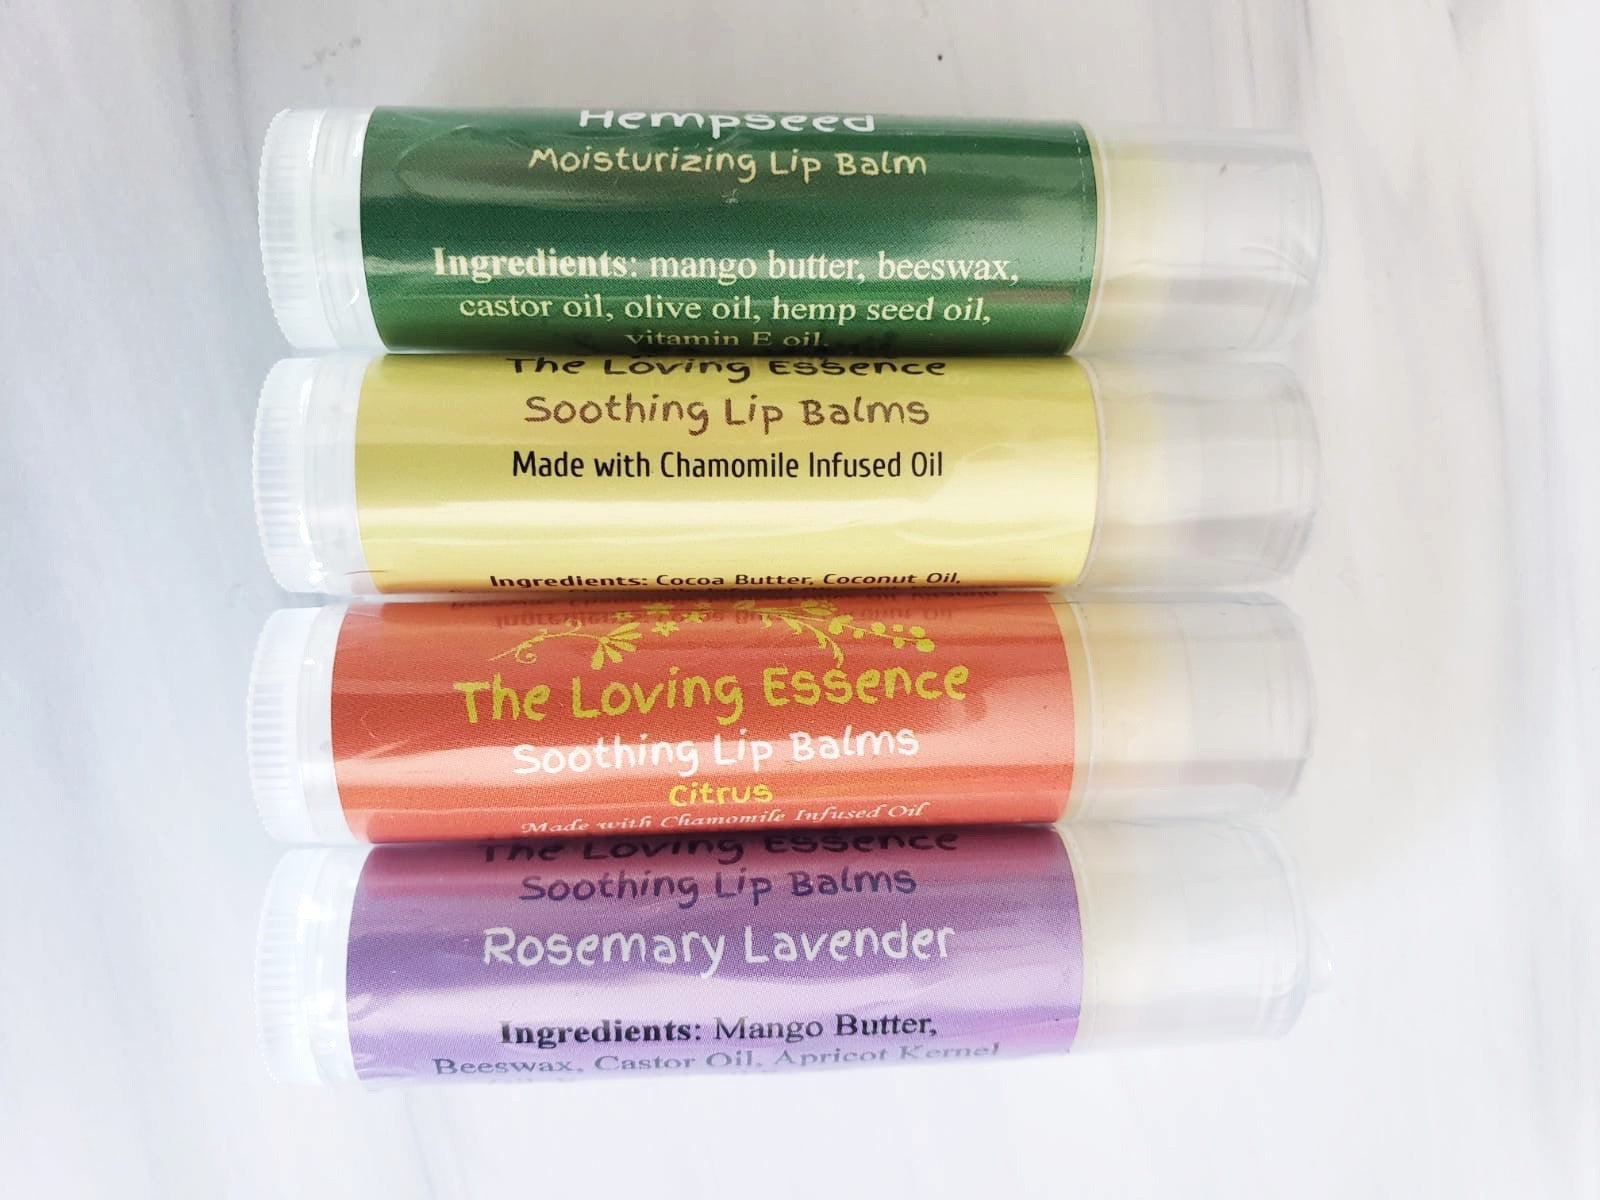 Hempseed
Moisturizing Lip Balm
Ingredients: mango butter, beeswax,
castor oil, olive oil, hemp seed oil,
vitamin E oil.
The Loving Essence
Soothing Lip Balms
Made with Chamomile Infused Oil
Ingredients: Cocoa Butter, Coconut Oil,
The Loving Essence
Soothing Lip Balms
Citrus
Made with Chamomile Infused Oil
The Loving Essence
Soothing Lip Balms
Rosemary Lavender
Ingredients: Mango Butter,
Beeswax, Castor Oil, Apricot Kernel